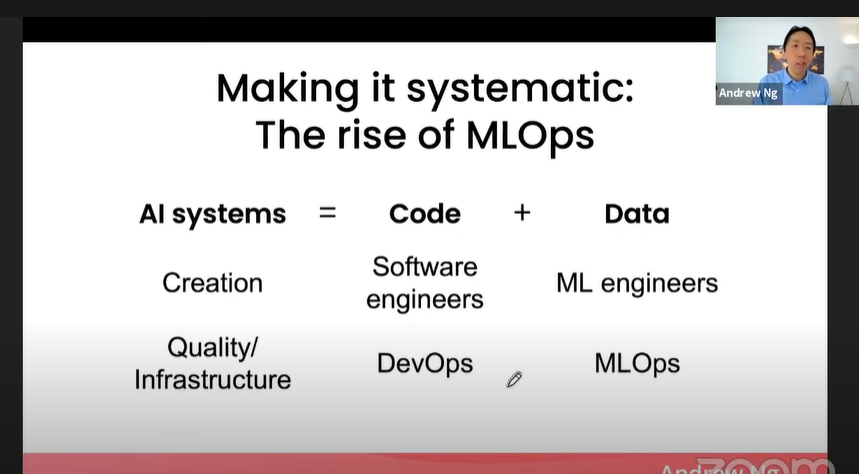 Making it systematic:
The rise of MLOps
Andrew Ng
AI systems = Code + Data
Creation
Software
engineers
ML engineers
Quality/
Infrastructure
DevOps
MLOps
Andrew Ng
zoom